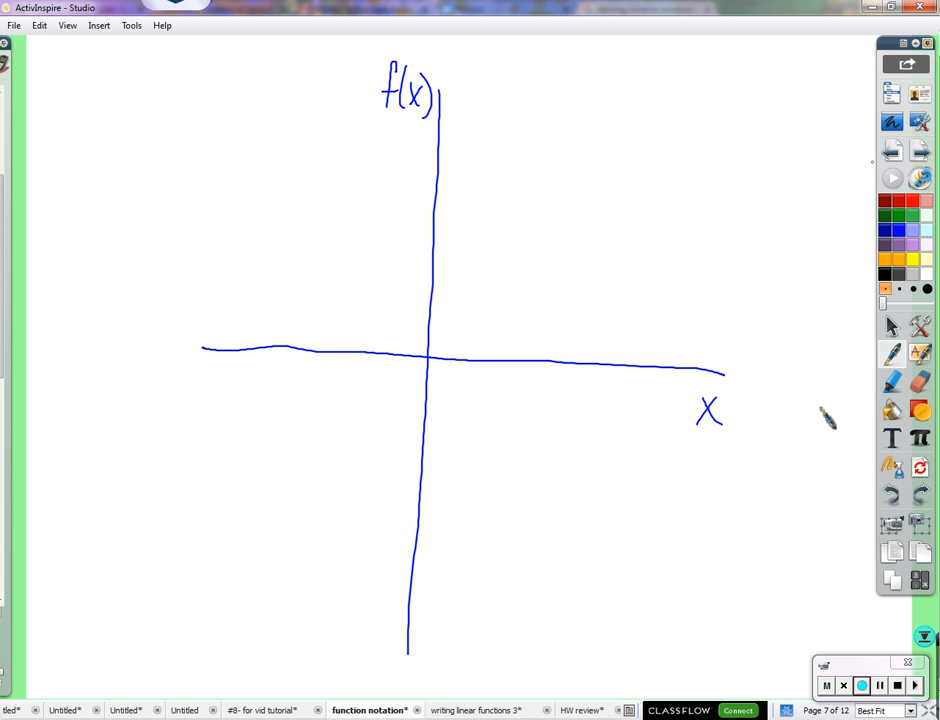 ActivInspire - Studio
File Edit View Insert Tools Help
f(x)
x
T π
M
tled* Untitled* Untitled* Untitled #8- for vid tutorial* function notation* writing linear functions 3* HW review* CLASSFLOW Connect Page 7 of 12 Best Fit